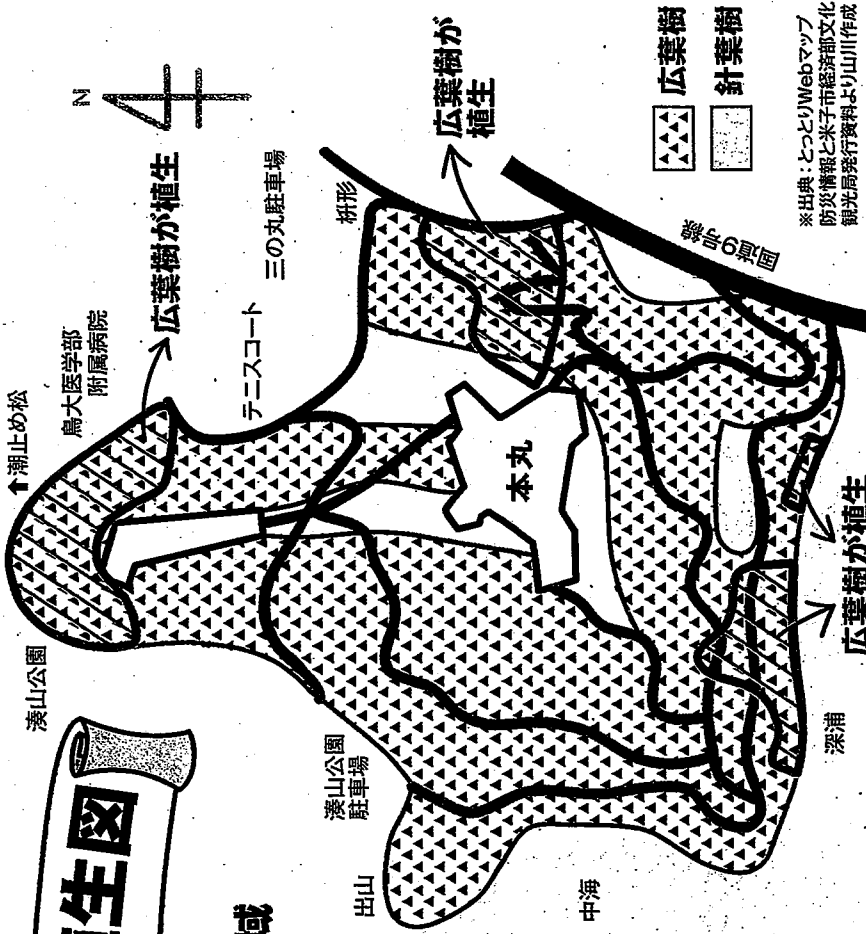 生図
域
湊山公園
↑潮止め松
鳥大医学部
附属病院
広葉樹が植生
N
テニスコート
三の丸駐車場
枡形
広葉樹が
植生
国道9号線
広葉樹
針葉樹
※出典：とっとりWebマップ
防災情報と米子市経済部文化
観光局発行資料より山川作成
本丸
湊山公園
駐車場
出山
中海
深浦
広葉樹が植生